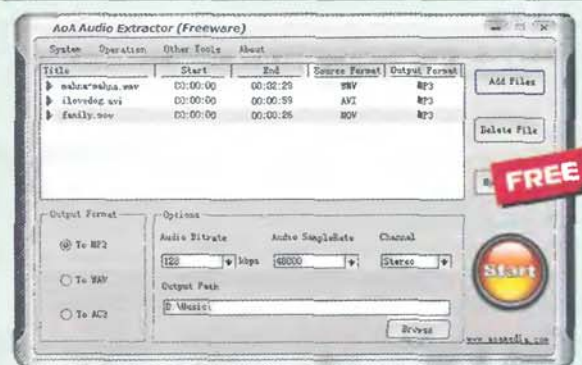 AoA Audio Extractor (Freeware)
System Operation Other Tools About
Title Start End Source Format Output Format
mahna-mahna.wmv 00:00:00 00:02:29 WMV MP3
ilovedog.avi 00:00:00 00:00:59 AVI MP3
family.mov 00:00:00 00:00:26 MOV MP3
Add Files
Delete File
FREE
Output Format
To MP3
To WAV
To AC3
Options
Audio Bitrate Audio SampleRate Channel
128 kbps 48000 Stereo
Output Path
D:\Music\
Browse
Start
www.aoamedia.com